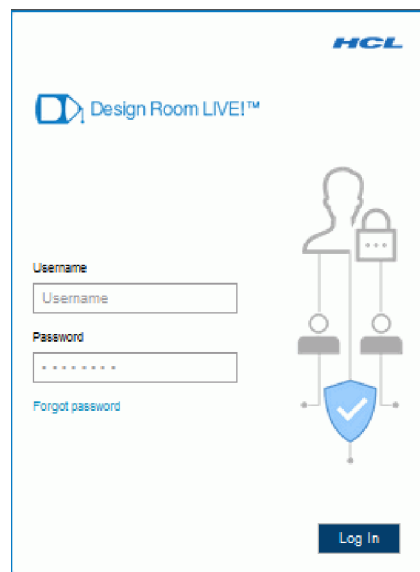 HCL
Design Room LIVE!™
Username
Username
Password
Forgot password
Log In